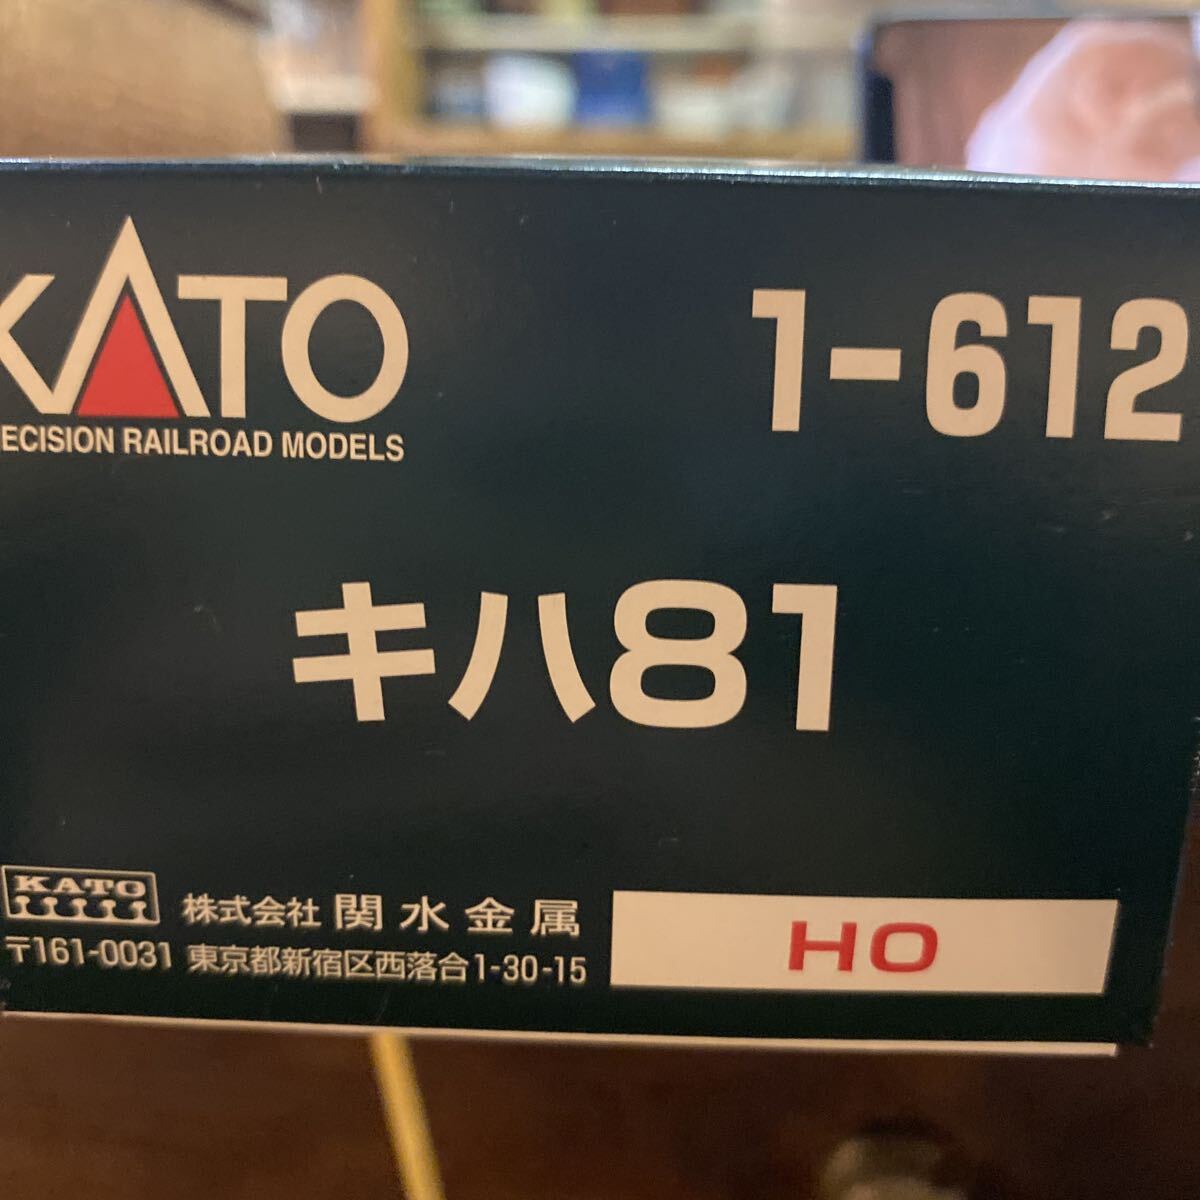 KATO
ECISION RAILROAD MODELS
1-612
キハ81
KATO
株式会社 関水金属
〒161-0031 東京都新宿区西落合1-30-15
HO